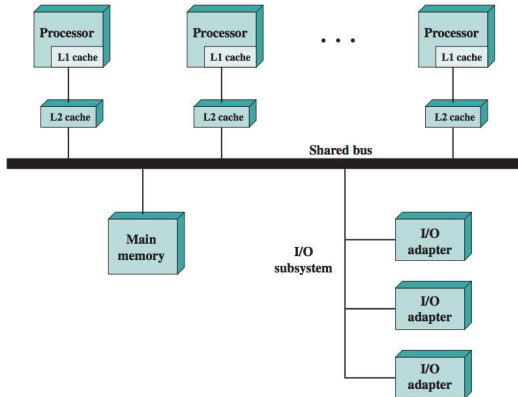 Processor
L1 cache
L2 cache
Processor
L1 cache
L2 cache
. . .
Processor
L1 cache
L2 cache
Shared bus
Main
memory
I/O
subsystem
I/O
adapter
I/O
adapter
I/O
adapter